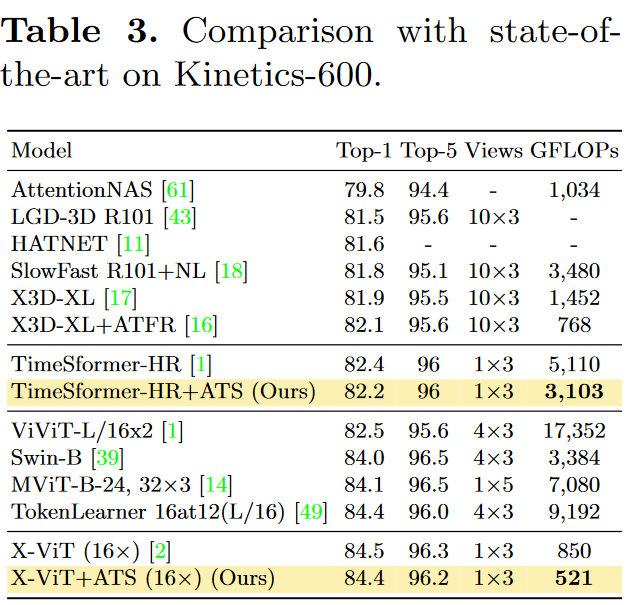 Table 3. Comparison with state-of-
the-art on Kinetics-600.
Model Top-1 Top-5 Views GFLOPs
AttentionNAS [61] 79.8 94.4 - 1,034
LGD-3D R101 [43] 81.5 95.6 10×3 -
HATNET [11] 81.6 - - -
SlowFast R101+NL [18] 81.8 95.1 10×3 3,480
X3D-XL [17] 81.9 95.5 10×3 1,452
X3D-XL+ATFR [16] 82.1 95.6 10×3 768
TimeSformer-HR [1] 82.4 96 1×3 5,110
TimeSformer-HR+ATS (Ours) 82.2 96 1×3 3,103
ViViT-L/16x2 [1] 82.5 95.6 4×3 17,352
Swin-B [39] 84.0 96.5 4×3 3,384
MViT-B-24, 32×3 [14] 84.1 96.5 1×5 7,080
TokenLearner 16at12(L/16) [49] 84.4 96.0 4×3 9,192
X-ViT (16×) [2] 84.5 96.3 1×3 850
X-ViT+ATS (16×) (Ours) 84.4 96.2 1×3 521